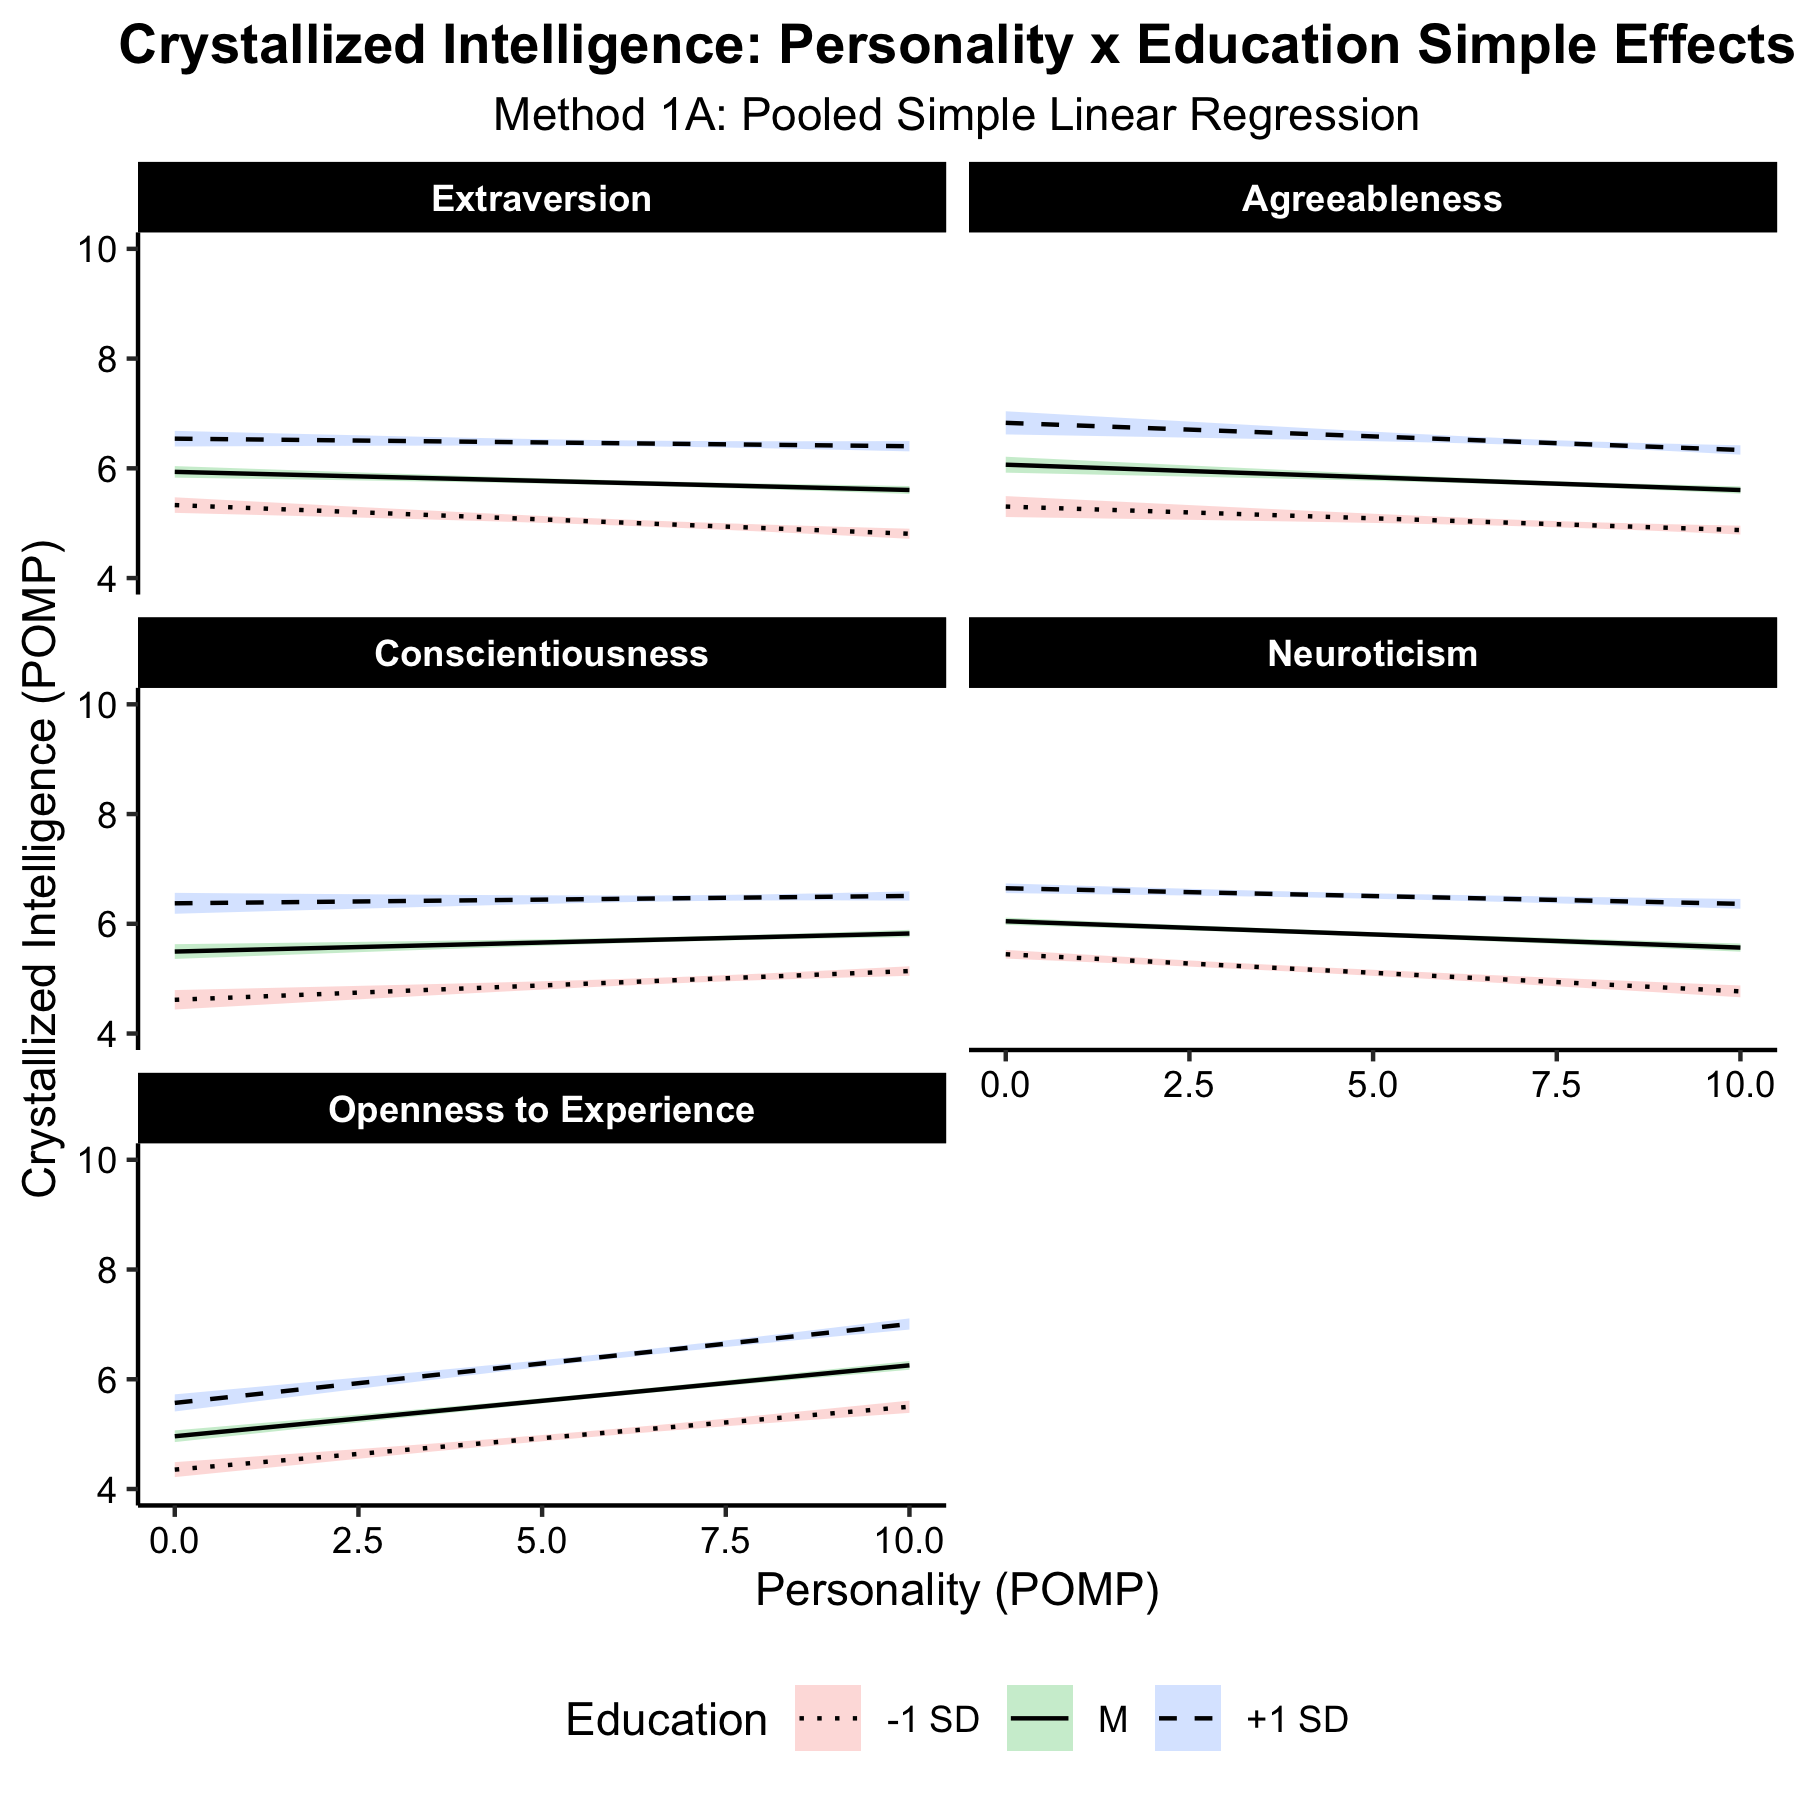 Crystallized Intelligence: Personality x Education Simple Effects
Method 1A: Pooled Simple Linear Regression
Extraversion
Agreeableness
10
8
6
4
Conscientiousness
Neuroticism
10
8
6
4
0.0 2.5 5.0 7.5 10.0
Openness to Experience
10
8
6
4
0.0 2.5 5.0 7.5 10.0
Crystallized Intelligence (POMP)
Personality (POMP)
Education -1 SD M +1 SD